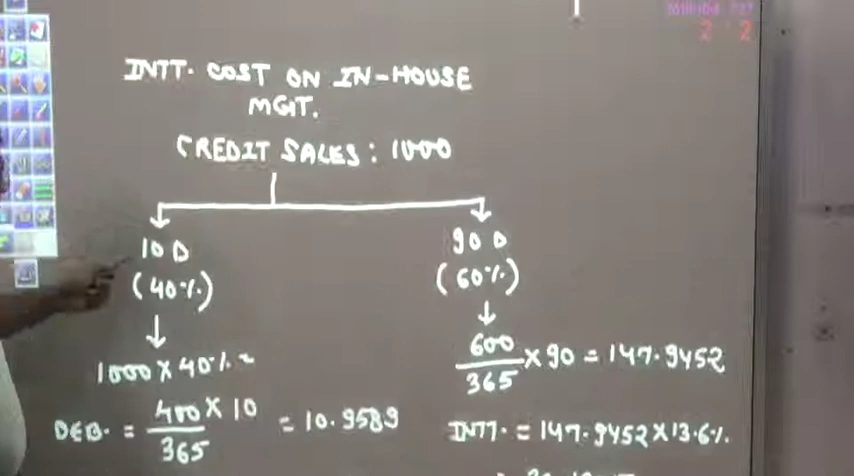 INTT. COST ON IN-HOUSE
MGT.
CREDIT SALES: 1000
10 D
(40%)
1000 X 40% =
DEB. = 400 X 10 = 10.9589
365
90 D
(60%)
600 X 90 = 147.9452
365
INTT. = 147.9452 X 13.6%